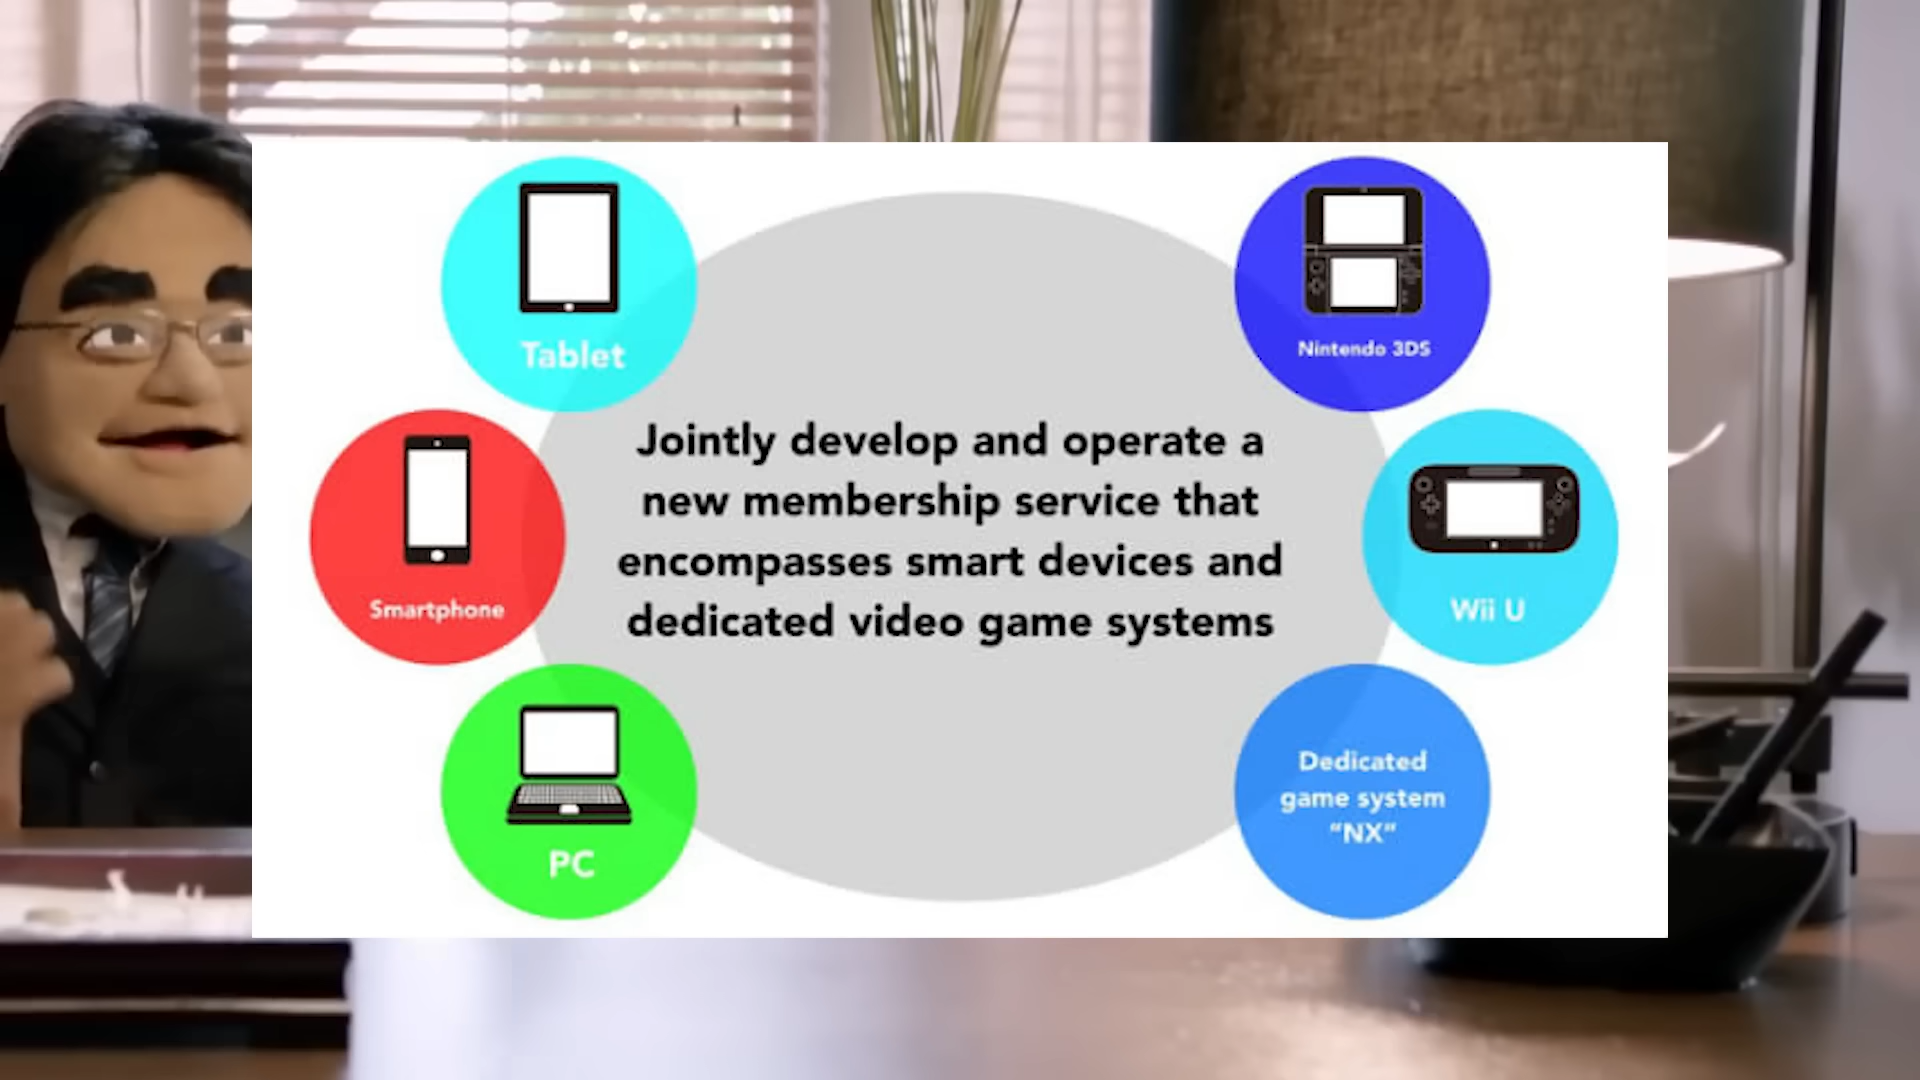 Tablet
Nintendo 3DS
Jointly develop and operate a
new membership service that
encompasses smart devices and
dedicated video game systems
Smartphone
Wii U
PC
Dedicated
game system
“NX”